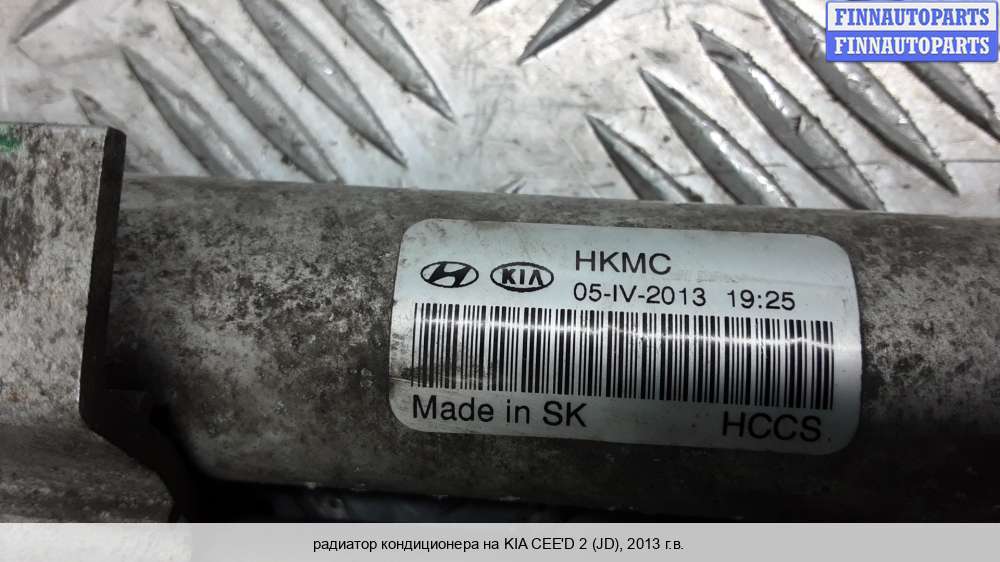 FINNAUTOPARTS
FINNAUTOPARTS
KIA HKMC
05-IV-2013 19:25
Made in SK HCCS
радиатор кондиционера на KIA CEE'D 2 (JD), 2013 г.в.